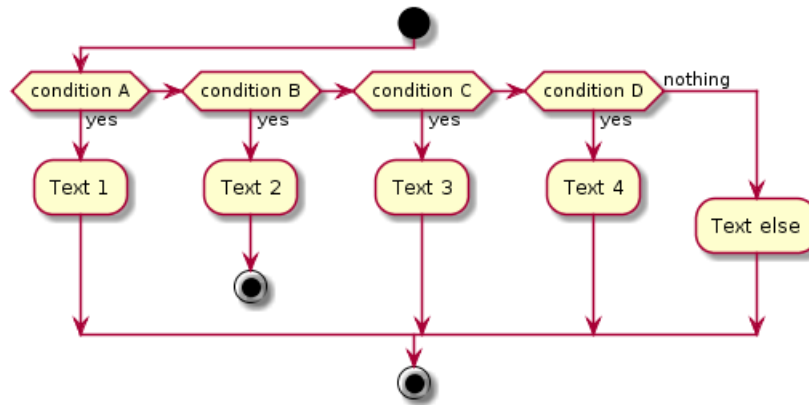 nothing
condition A
condition B
condition C
condition D
yes
yes
yes
yes
Text 1
Text 2
Text 3
Text 4
Text else